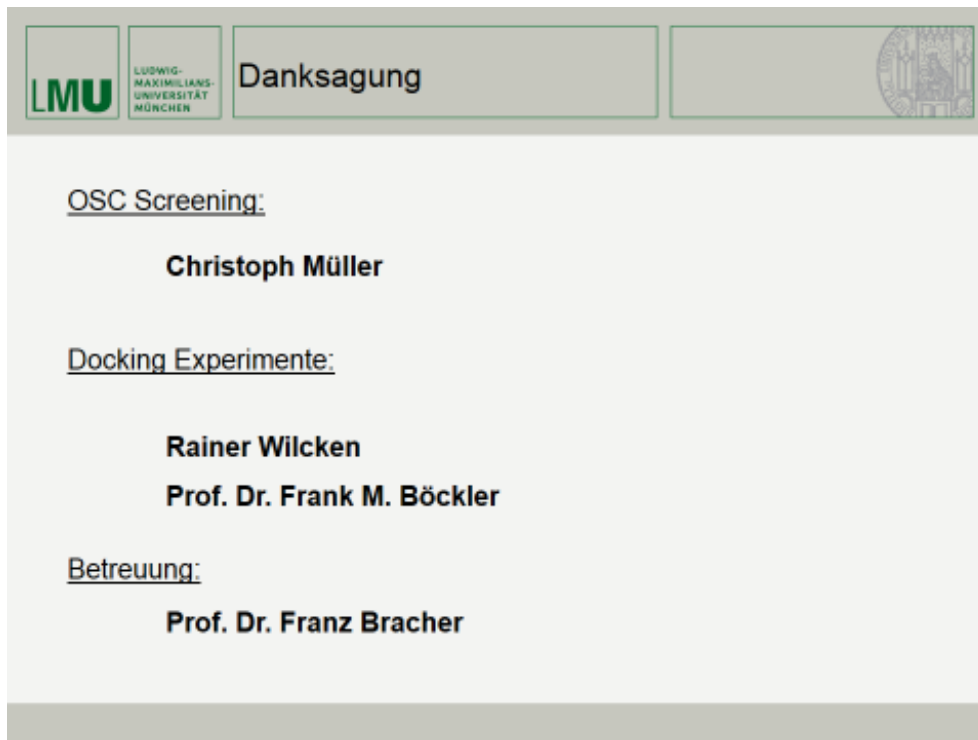 LMU
LUDWIG-
MAXIMILIANS-
UNIVERSITÄT
MÜNCHEN
Danksagung
OSC Screening:
Christoph Müller
Docking Experimente:
Rainer Wilcken
Prof. Dr. Frank M. Böckler
Betreuung:
Prof. Dr. Franz Bracher